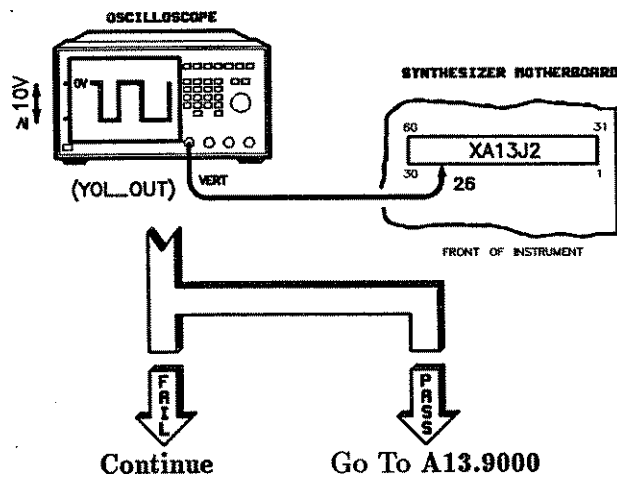 OSCILLOSCOPE
≥ 10V
0V
(YOL_OUT)
VERT
SYNTHESIZER MOTHERBOARD
60
31
XA13J2
30
1
26
FRONT OF INSTRUMENT
FAIL
PASS
Continue
Go To A13.9000